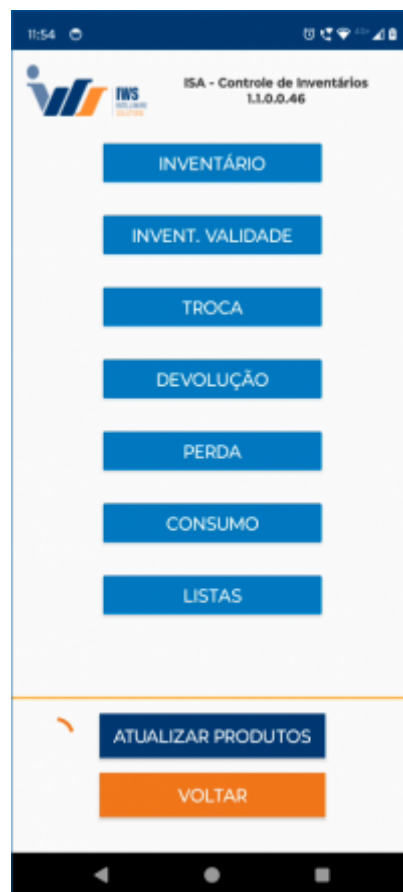 11:54
IWS
ISA - Controle de Inventários
1.1.0.0.46
INVENTÁRIO
INVENT. VALIDADE
TROCA
DEVOLUÇÃO
PERDA
CONSUMO
LISTAS
ATUALIZAR PRODUTOS
VOLTAR